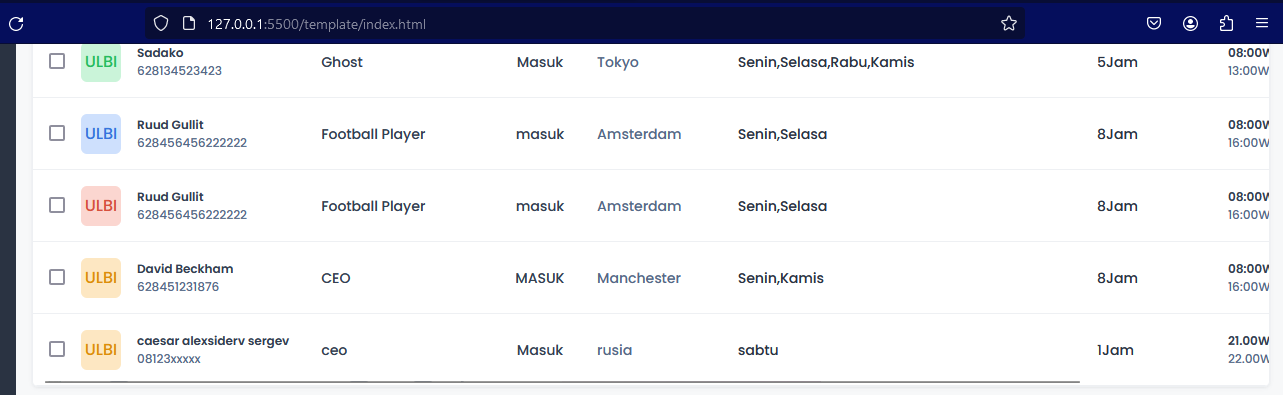 127.0.0.1:5500/template/index.html
ULBI Sadako Ghost Masuk Tokyo Senin,Selasa,Rabu,Kamis 5Jam 08:00W
628134523423 13:00W
ULBI Ruud Gullit Football Player masuk Amsterdam Senin,Selasa 8Jam 08:00W
628456456222222 16:00W
ULBI Ruud Gullit Football Player masuk Amsterdam Senin,Selasa 8Jam 08:00W
628456456222222 16:00W
ULBI David Beckham CEO MASUK Manchester Senin,Kamis 8Jam 08:00W
628451231876 16:00W
ULBI caesar alexsiderv sergev ceo Masuk rusia sabtu 1Jam 21.00W
08123xxxxx 22.00W